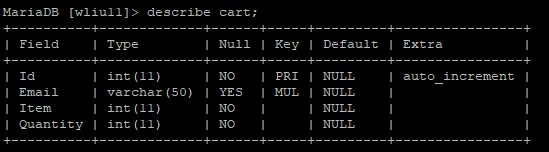 MariaDB [wliu11]> describe cart;
+----------+-------------+------+-----+---------+----------------+
| Field    | Type        | Null | Key | Default | Extra          |
+----------+-------------+------+-----+---------+----------------+
| Id       | int(11)     | NO   | PRI | NULL    | auto_increment |
| Email    | varchar(50) | YES  | MUL | NULL    |                |
| Item     | int(11)     | NO   |     | NULL    |                |
| Quantity | int(11)     | NO   |     | NULL    |                |
+----------+-------------+------+-----+---------+----------------+